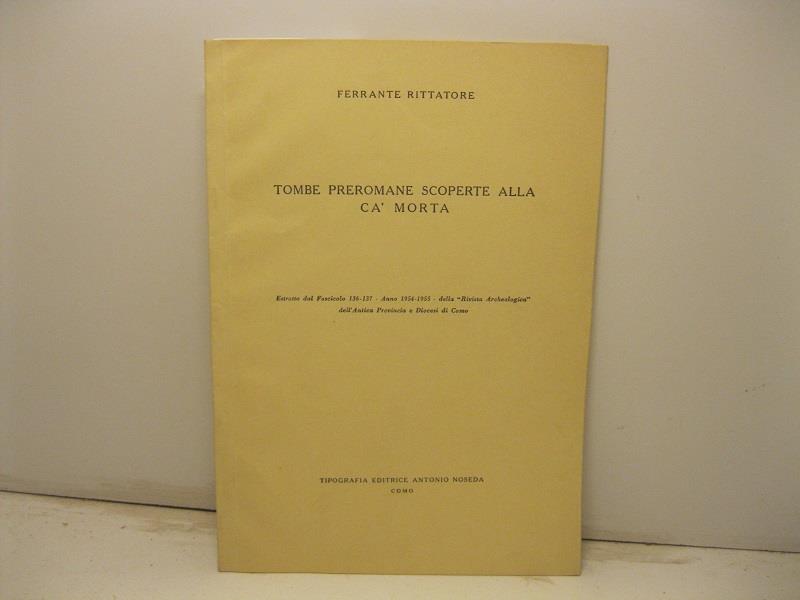 FERRANTE RITTATORE
TOMBE PREROMANE SCOPERTE ALLA
CA' MORTA
Estratto dal Fascicolo 136-137 - Anno 1954-1955 - della "Rivista Archeologica"
dell'Antica Provincia e Diocesi di Como
TIPOGRAFIA EDITRICE ANTONIO NOSEDA
COMO